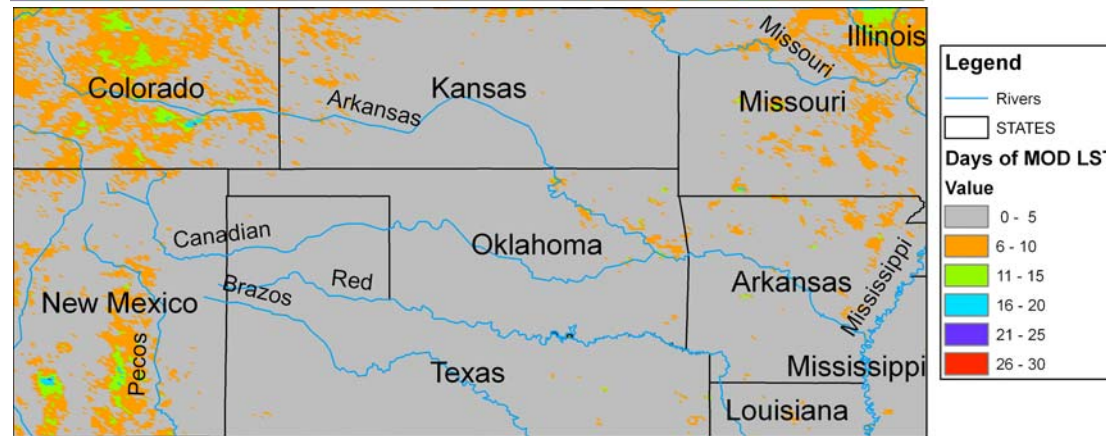 Colorado
Arkansas
Kansas
Missouri
Missouri
Illinois
Canadian
Brazos
Red
Oklahoma
Arkansas
Mississippi
New Mexico
Pecos
Texas
Mississippi
Louisiana
Legend
Rivers
STATES
Days of MOD LST
Value
0 - 5
6 - 10
11 - 15
16 - 20
21 - 25
26 - 30